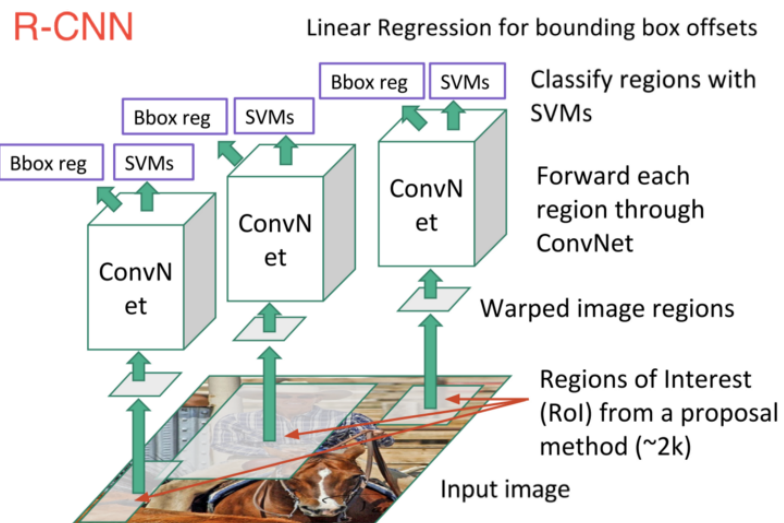 R-CNN
Linear Regression for bounding box offsets
Bbox reg
SVMs
Classify regions with
SVMs
Bbox reg
SVMs
Bbox reg
SVMs
ConvN
et
Forward each
region through
ConvNet
ConvN
et
ConvN
et
Warped image regions
Regions of Interest
(RoI) from a proposal
method (~2k)
Input image